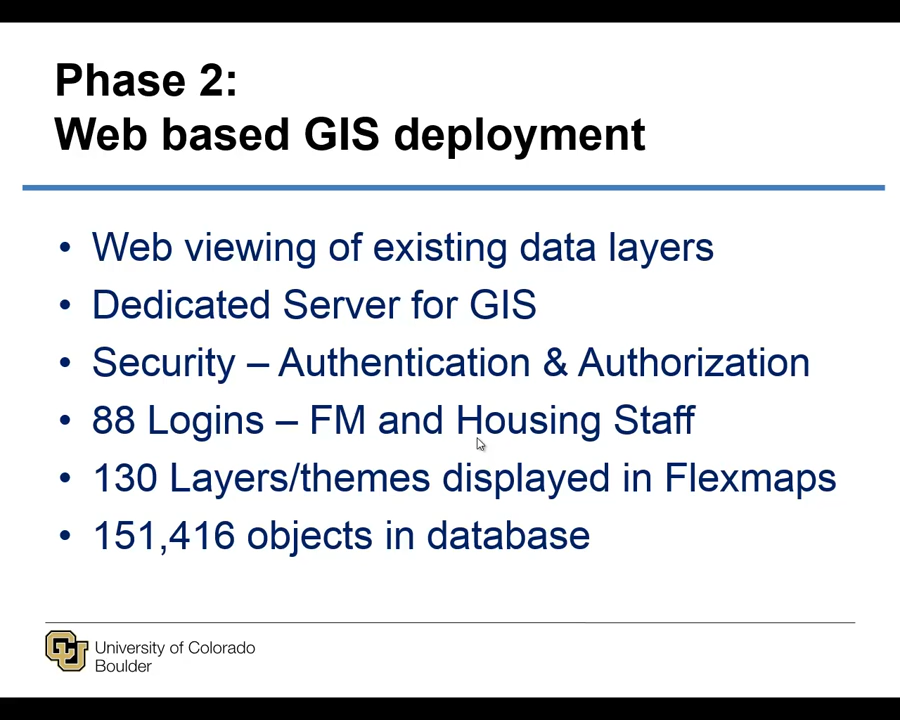 Phase 2:
Web based GIS deployment
• Web viewing of existing data layers
• Dedicated Server for GIS
• Security – Authentication & Authorization
• 88 Logins – FM and Housing Staff
• 130 Layers/themes displayed in Flexmaps
• 151,416 objects in database
CU University of Colorado
Boulder